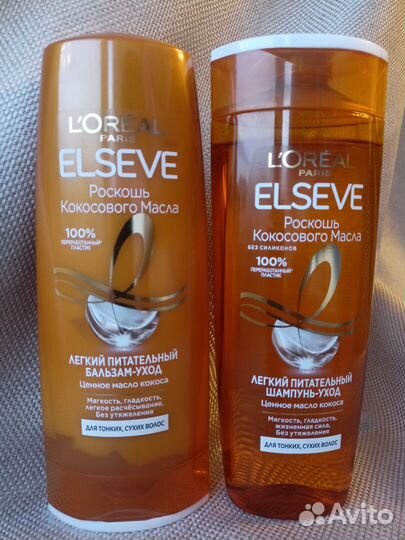 L'ORÉAL
PARIS
ELSEVE
Роскошь
Кокосового Масла
100%
ПЕРЕРАБОТАННЫЙ*
ПЛАСТИК
ЛЕГКИЙ ПИТАТЕЛЬНЫЙ
БАЛЬЗАМ-УХОД
Ценное масло кокоса
Мягкость, гладкость,
легкое расчёсывание,
Без утяжеления
ДЛЯ ТОНКИХ, СУХИХ ВОЛОС
L'ORÉAL
PARIS
ELSEVE
Роскошь
Кокосового Масла
БЕЗ СИЛИКОНОВ
100%
ПЕРЕРАБОТАННЫЙ*
ПЛАСТИК
ЛЕГКИЙ ПИТАТЕЛЬНЫЙ
ШАМПУНЬ-УХОД
Ценное масло кокоса
Мягкость, гладкость,
жизненная сила,
Без утяжеления
ДЛЯ ТОНКИХ, СУХИХ ВОЛОС
Avito